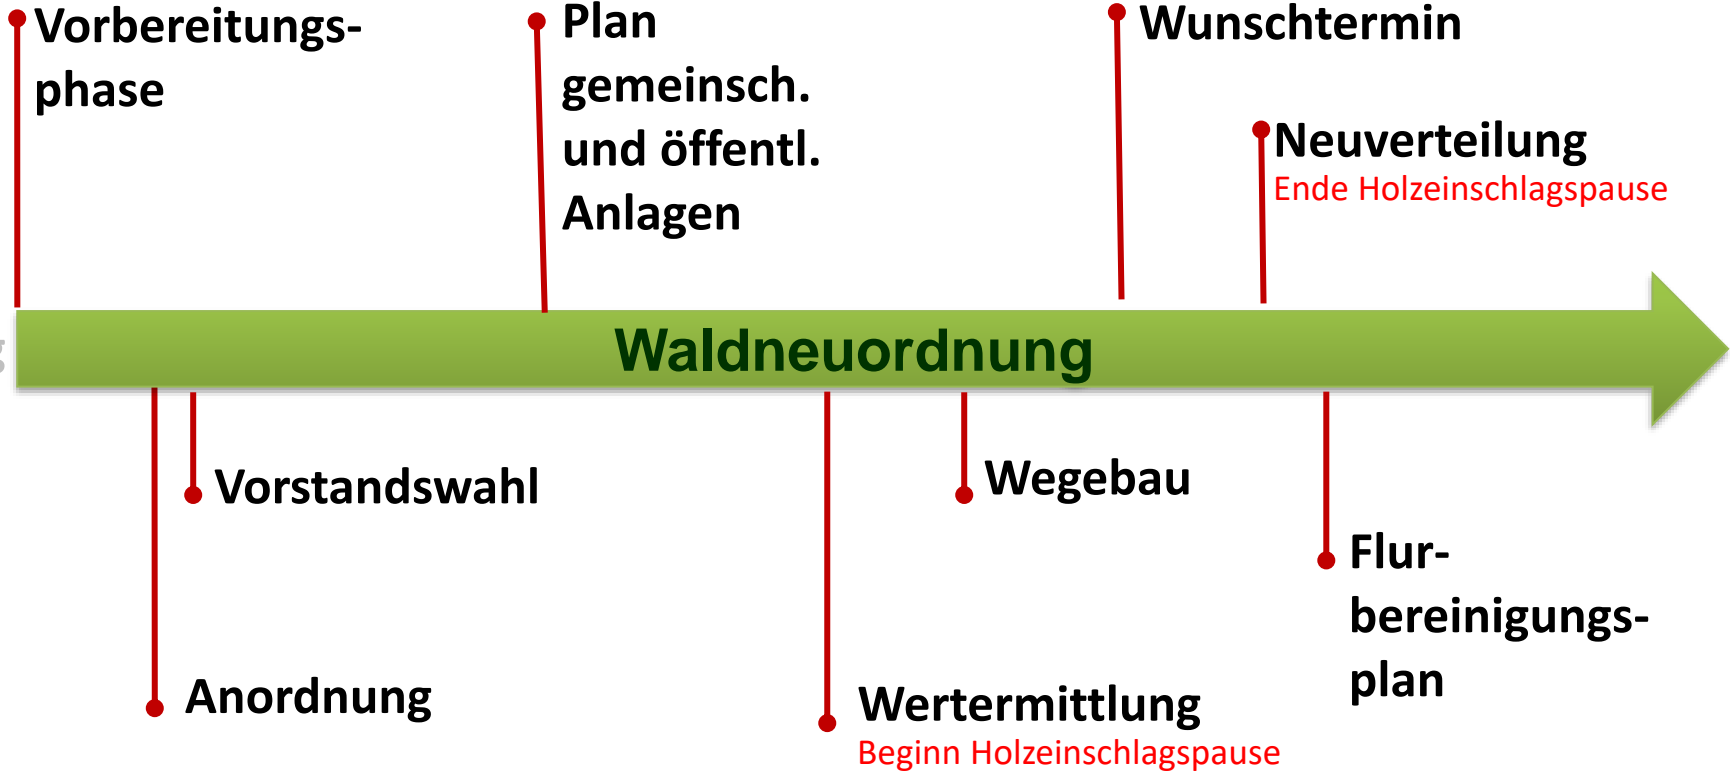 Vorbereitungs-
phase
Plan
gemeinsch.
und öffentl.
Anlagen
Wunschtermin
Neuverteilung
Ende Holzeinschlagspause
g
Waldneuordnung
Vorstandswahl
Wegebau
Anordnung
Flur-
bereinigungs-
plan
Wertermittlung
Beginn Holzeinschlagspause